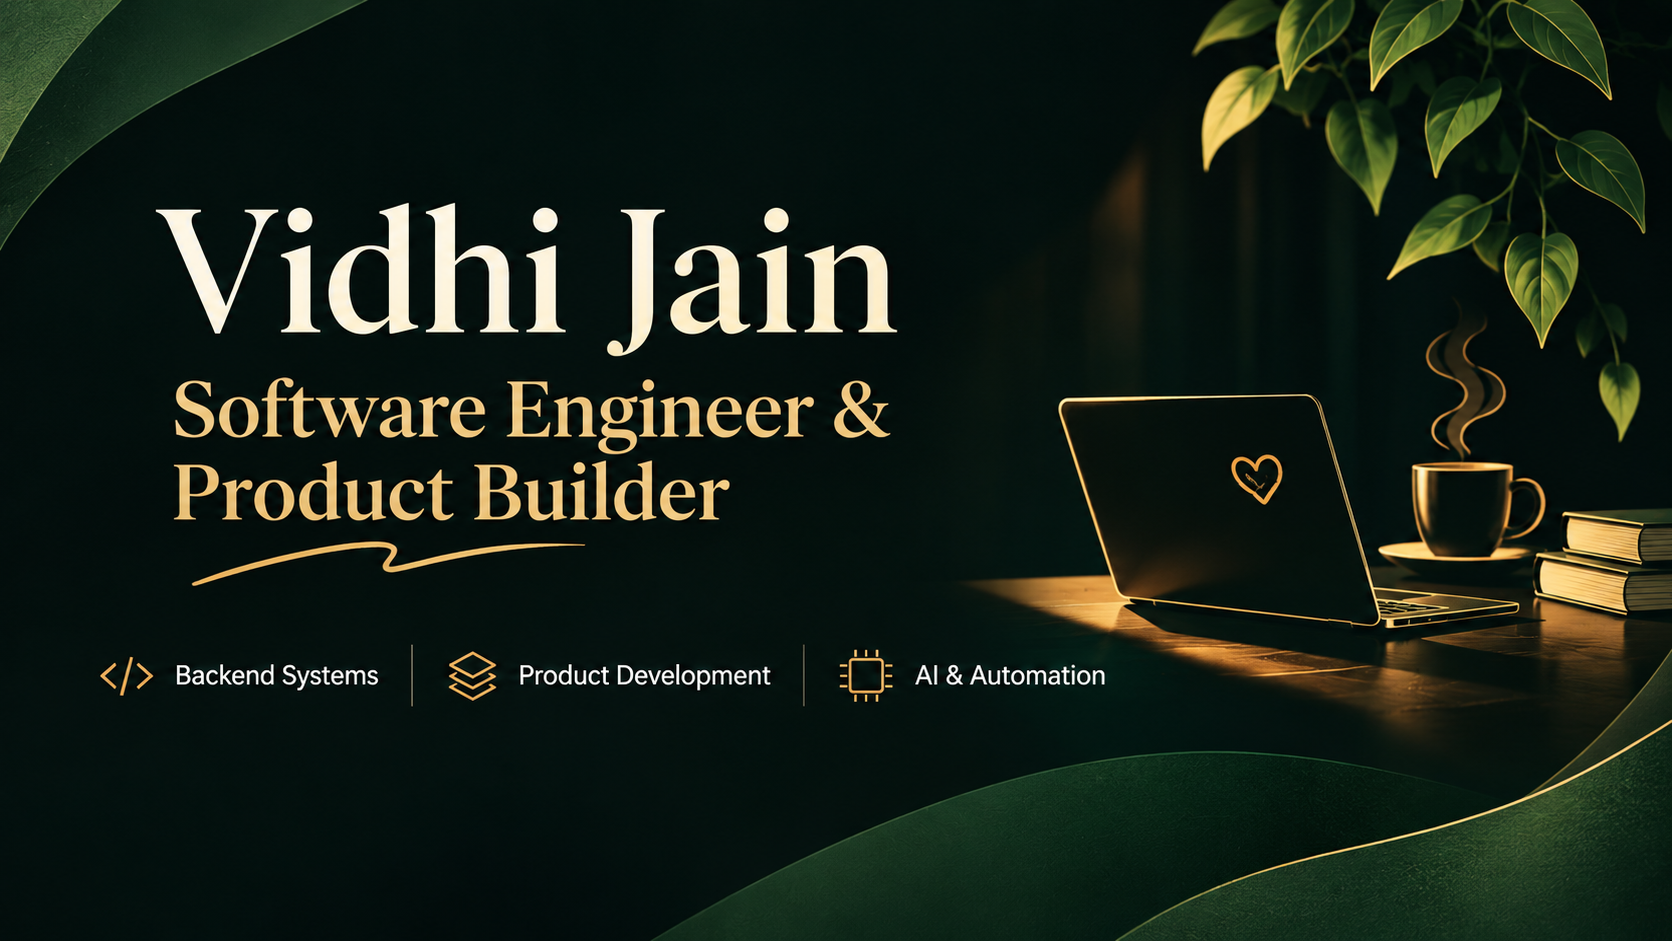 Vidhi Jain
Software Engineer &
Product Builder
Backend Systems
Product Development
AI & Automation